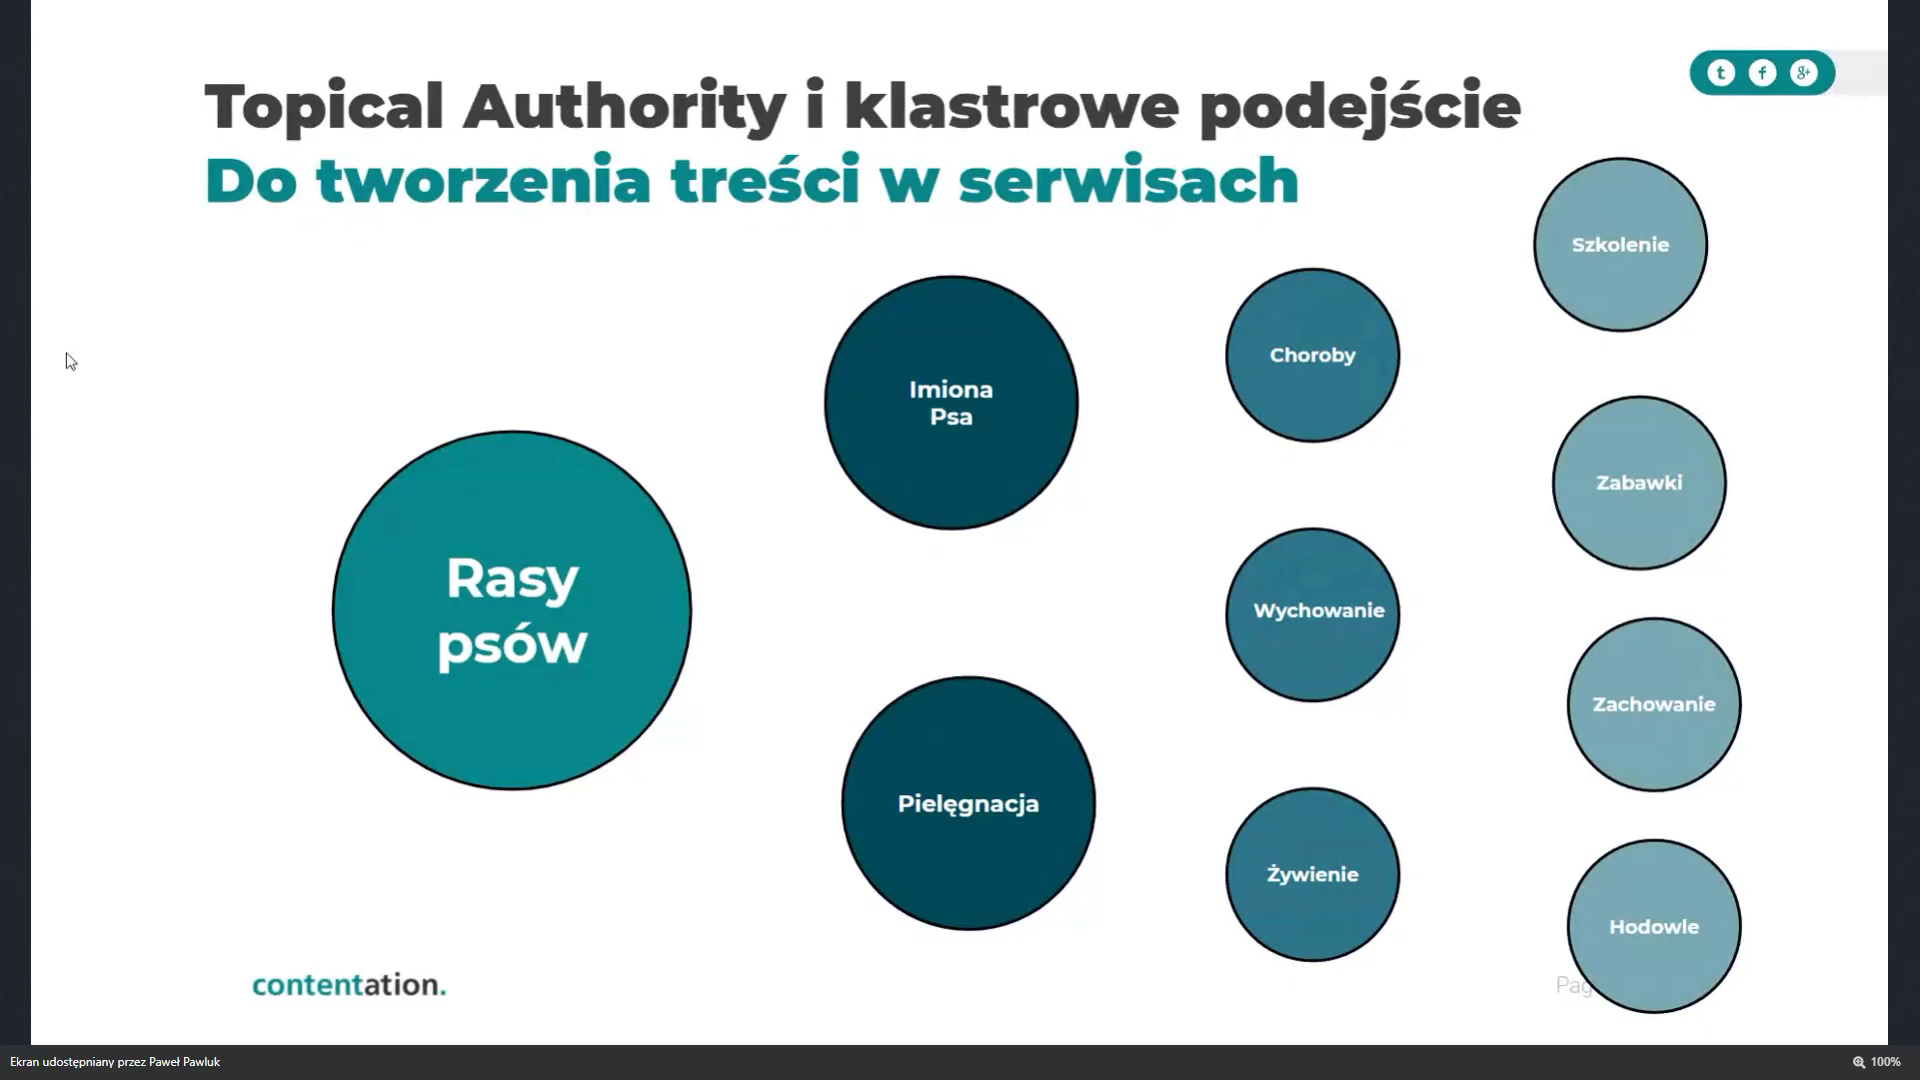 Topical Authority i klastrowe podejście
Do tworzenia treści w serwisach
Szkolenie
Imiona
Psa
Choroby
Zabawki
Rasy
psów
Wychowanie
Zachowanie
Pielęgnacja
Żywienie
Hodowle
contentation.
Pag
Ekran udostępniany przez Paweł Pawluk
100%